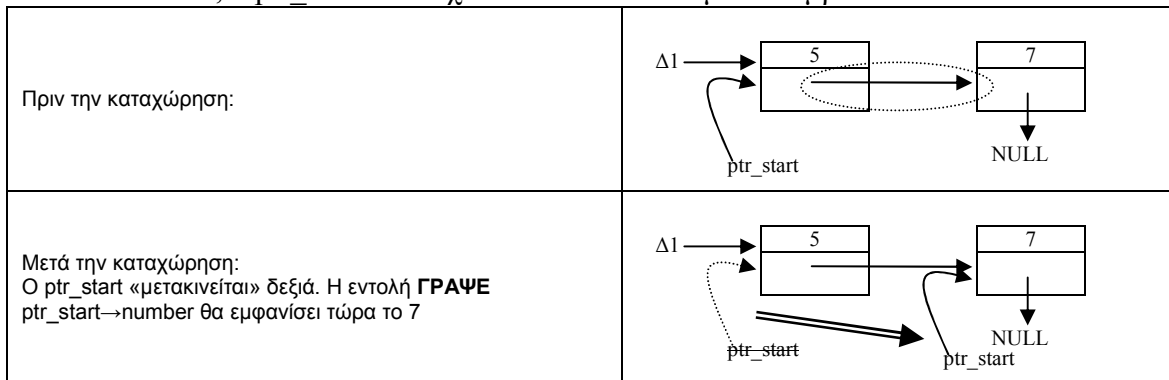 Πριν την καταχώρηση:
Δ1
5
7
NULL
ptr_start
Μετά την καταχώρηση:
Ο ptr_start «μετακινείται» δεξιά. Η εντολή ΓΡΑΨΕ
ptr_start→number θα εμφανίσει τώρα το 7
Δ1
5
7
ptr_start
NULL
ptr_start